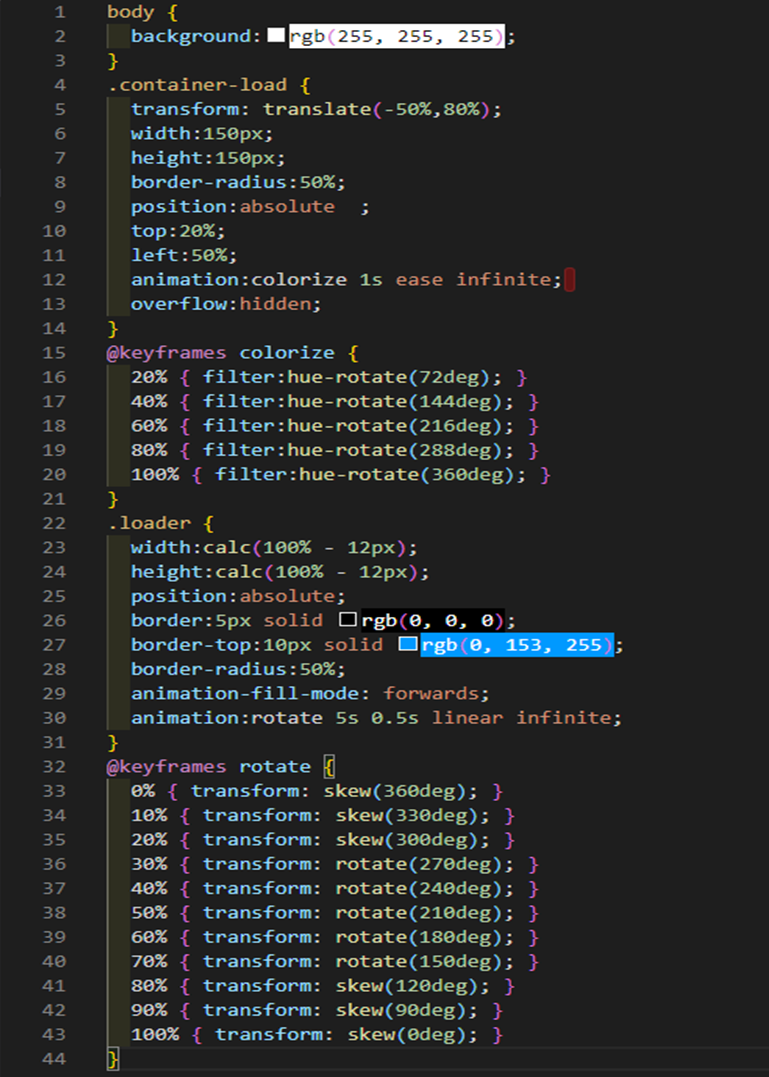 1 body {
2   background: rgb(255, 255, 255);
3 }
4 .container-load {
5   transform: translate(-50%,80%);
6   width:150px;
7   height:150px;
8   border-radius:50%;
9   position:absolute  ;
10   top:20%;
11   left:50%;
12   animation:colorize 1s ease infinite;
13   overflow:hidden;
14 }
15 @keyframes colorize {
16   20% { filter:hue-rotate(72deg); }
17   40% { filter:hue-rotate(144deg); }
18   60% { filter:hue-rotate(216deg); }
19   80% { filter:hue-rotate(288deg); }
20   100% { filter:hue-rotate(360deg); }
21 }
22 .loader {
23   width:calc(100% - 12px);
24   height:calc(100% - 12px);
25   position:absolute;
26   border:5px solid rgb(0, 0, 0);
27   border-top:10px solid rgb(0, 153, 255);
28   border-radius:50%;
29   animation-fill-mode: forwards;
30   animation:rotate 5s 0.5s linear infinite;
31 }
32 @keyframes rotate {
33   0% { transform: skew(360deg); }
34   10% { transform: skew(330deg); }
35   20% { transform: skew(300deg); }
36   30% { transform: rotate(270deg); }
37   40% { transform: rotate(240deg); }
38   50% { transform: rotate(210deg); }
39   60% { transform: rotate(180deg); }
40   70% { transform: rotate(150deg); }
41   80% { transform: skew(120deg); }
42   90% { transform: skew(90deg); }
43   100% { transform: skew(0deg); }
44 }